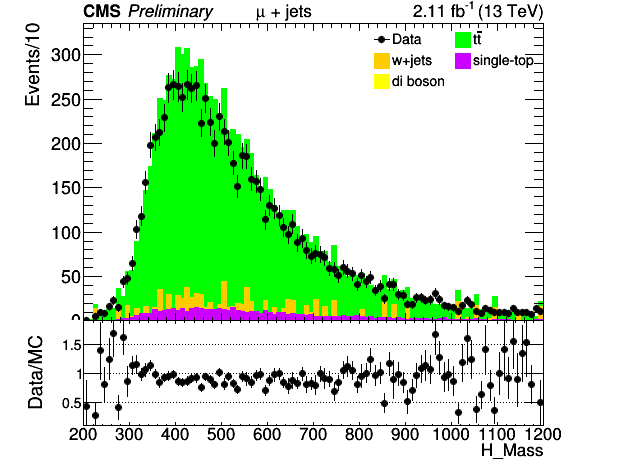 CMS Preliminary μ + jets 2.11 fb⁻¹ (13 TeV)
Events/10
300
250
200
150
100
50
0
Data
tt̄
w+jets
single-top
di boson
Data/MC
1.5
1
0.5
200 300 400 500 600 700 800 900 1000 1100 1200
H_Mass